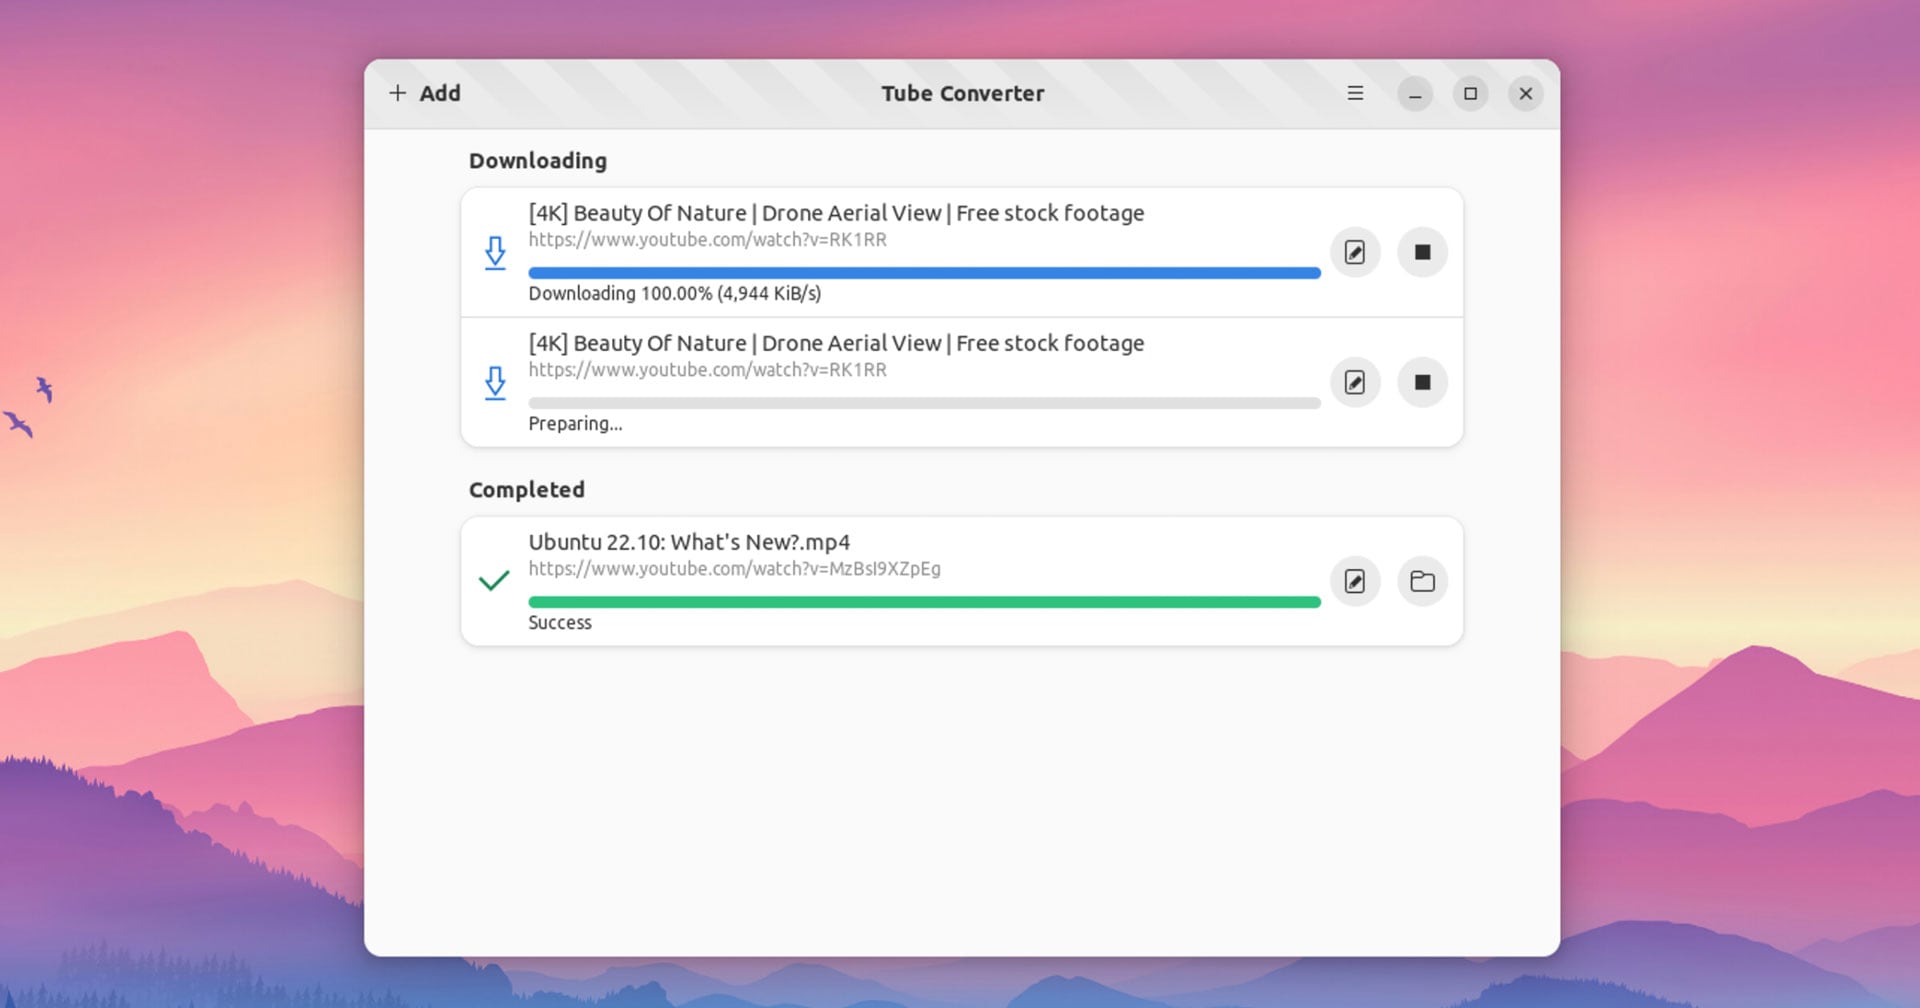 + Add
Tube Converter
Downloading
[4K] Beauty Of Nature | Drone Aerial View | Free stock footage
https://www.youtube.com/watch?v=RK1RR
Downloading 100.00% (4,944 KiB/s)
[4K] Beauty Of Nature | Drone Aerial View | Free stock footage
https://www.youtube.com/watch?v=RK1RR
Preparing...
Completed
Ubuntu 22.10: What's New?.mp4
https://www.youtube.com/watch?v=MzBsI9XZpEg
Success